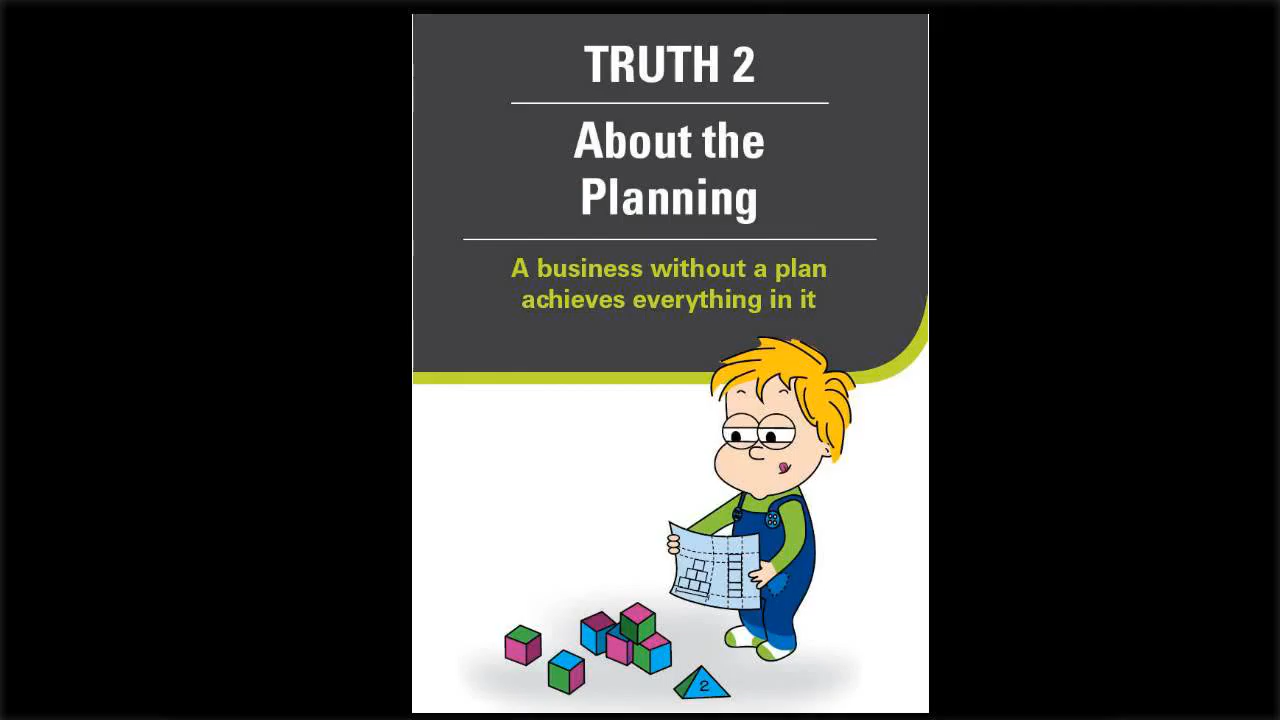 TRUTH 2
About the
Planning
A business without a plan
achieves everything in it
2